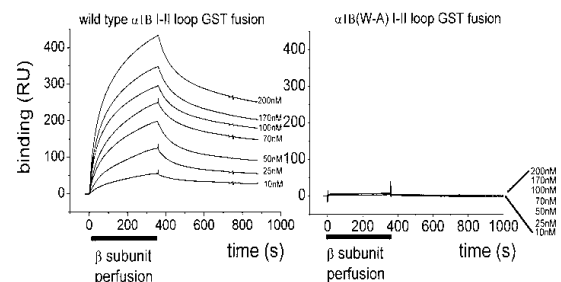 wild type α1B I-II loop GST fusion
binding (RU)
400
300
200
100
0
200nM
170nM
100nM
70nM
50nM
25nM
10nM
0 200 400 600 800 1000
time (s)
β subunit
perfusion
α1B(W-A) I-II loop GST fusion
400
300
200
100
0
200nM
170nM
100nM
70nM
50nM
25nM
10nM
0 200 400 600 800 1000
time (s)
β subunit
perfusion